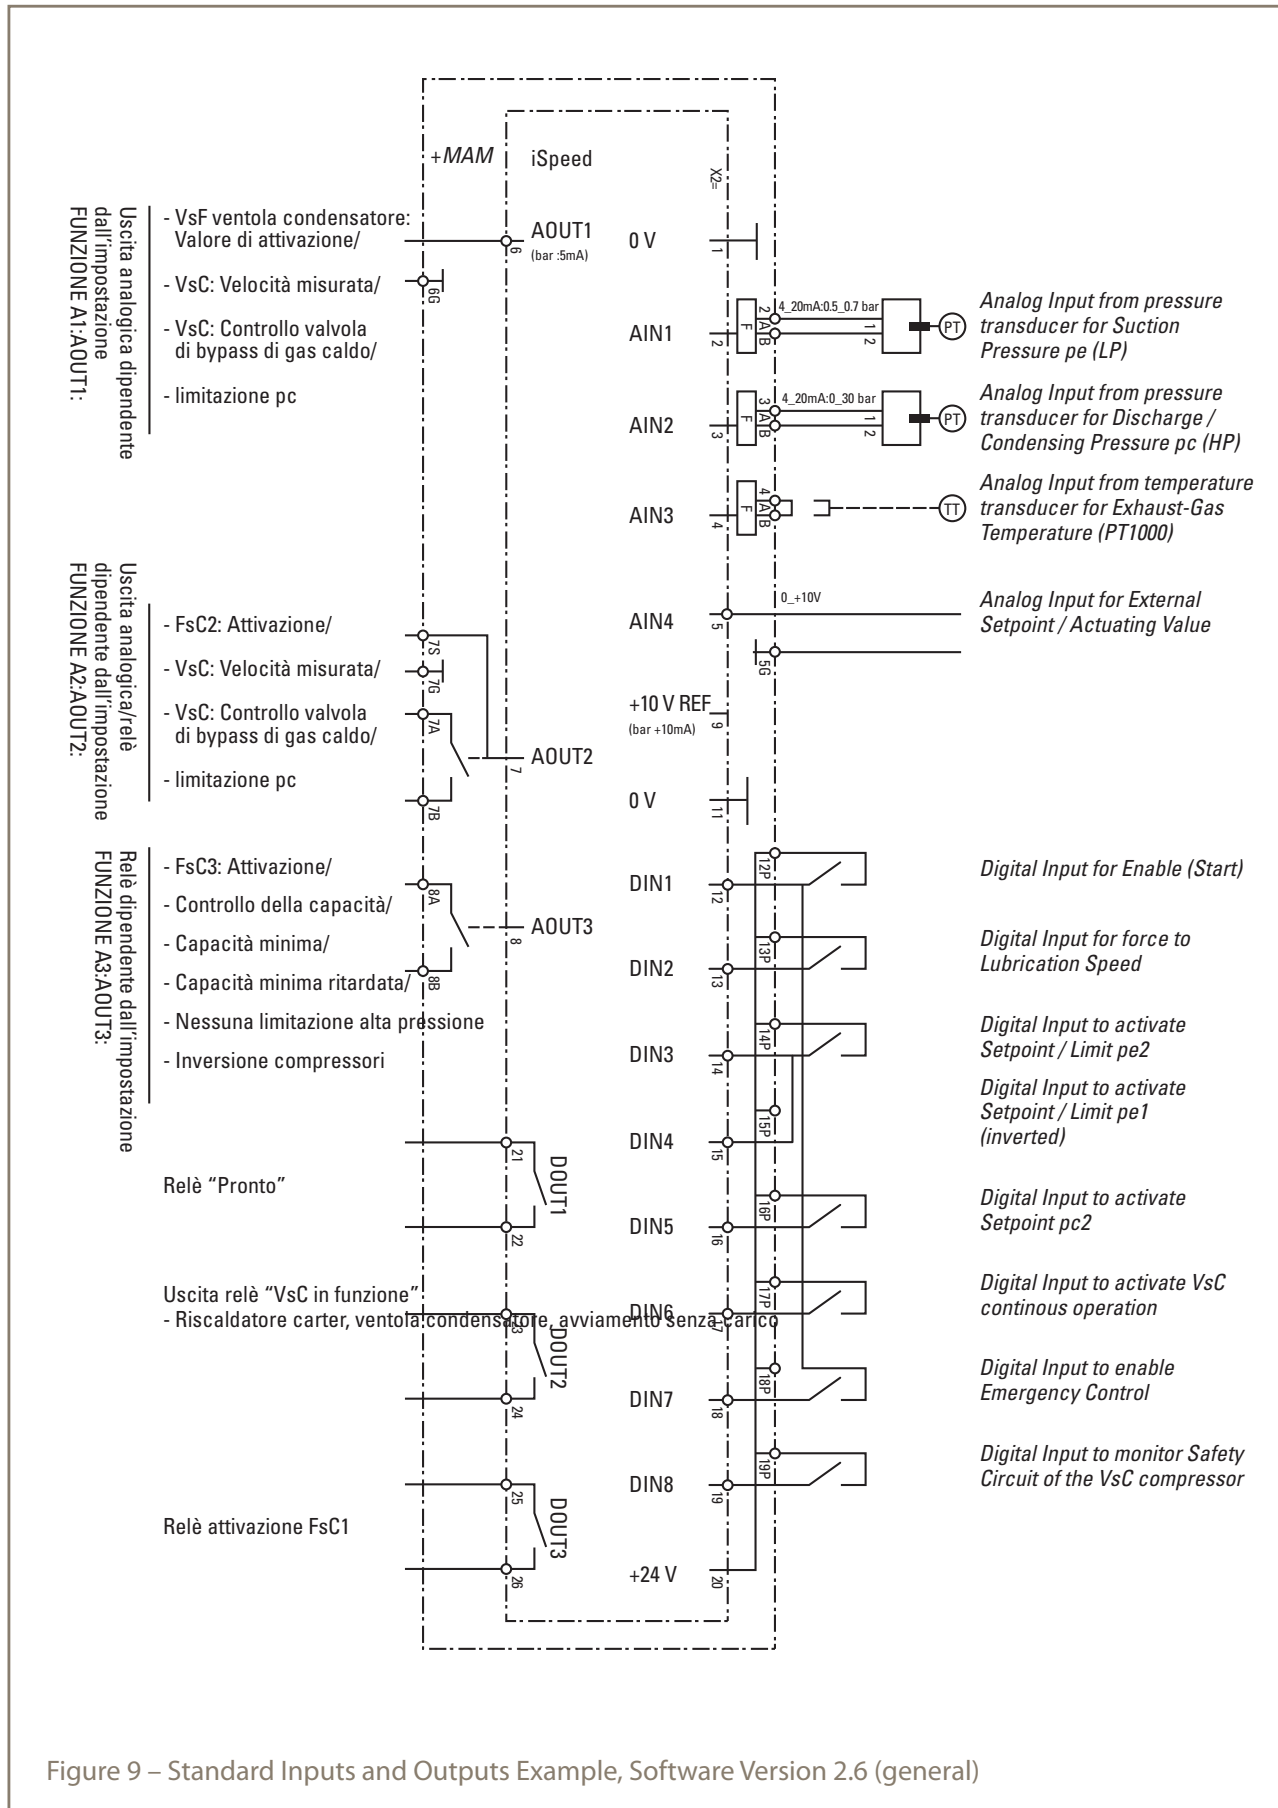 +MAM
iSpeed
X2=
Uscita analogica dipendente
dall'impostazione
FUNZIONE A1:AOUT1:
- VsF ventola condensatore:
Valore di attivazione/
- VsC: Velocità misurata/
- VsC: Controllo valvola
di bypass di gas caldo/
- limitazione pc
6
6G
AOUT1
(bar :5mA)
0 V
1
AIN1
2
F
2
A
B
4_20mA:0.5_0.7 bar
1
2
PT
Analog Input from pressure
transducer for Suction
Pressure pe (LP)
AIN2
3
F
3
A
B
4_20mA:0_30 bar
1
2
PT
Analog Input from pressure
transducer for Discharge /
Condensing Pressure pc (HP)
AIN3
4
F
4
A
B
TT
Analog Input from temperature
transducer for Exhaust-Gas
Temperature (PT1000)
Uscita analogica/relè
dipendente dall'impostazione
FUNZIONE A2:AOUT2:
- FsC2: Attivazione/
- VsC: Velocità misurata/
- VsC: Controllo valvola
di bypass di gas caldo/
- limitazione pc
7S
7G
7A
7B
7
AOUT2
AIN4
5
0_+10V
5G
Analog Input for External
Setpoint / Actuating Value
+10 V REF
(bar +10mA)
9
0 V
11
Relè dipendente dall'impostazione
FUNZIONE A3:AOUT3:
- FsC3: Attivazione/
- Controllo della capacità/
- Capacità minima/
- Capacità minima ritardata/
- Nessuna limitazione alta pressione
- Inversione compressori
8A
8B
8
AOUT3
DIN1
12
12P
Digital Input for Enable (Start)
DIN2
13
13P
Digital Input for force to
Lubrication Speed
DIN3
14
14P
Digital Input to activate
Setpoint / Limit pe2
DIN4
15
15P
Digital Input to activate
Setpoint / Limit pe1
(inverted)
Relè “Pronto”
21
22
DOUT1
DIN5
16
16P
Digital Input to activate
Setpoint pc2
Uscita relè “VsC in funzione”
- Riscaldatore carter, ventola condensatore, avviamento senza carico
23
24
DOUT2
DIN6
17
17P
Digital Input to activate VsC
continous operation
DIN7
18
18P
Digital Input to enable
Emergency Control
Relè attivazione FsC1
25
26
DOUT3
DIN8
19
19P
Digital Input to monitor Safety
Circuit of the VsC compressor
+24 V
20
Figure 9 – Standard Inputs and Outputs Example, Software Version 2.6 (general)